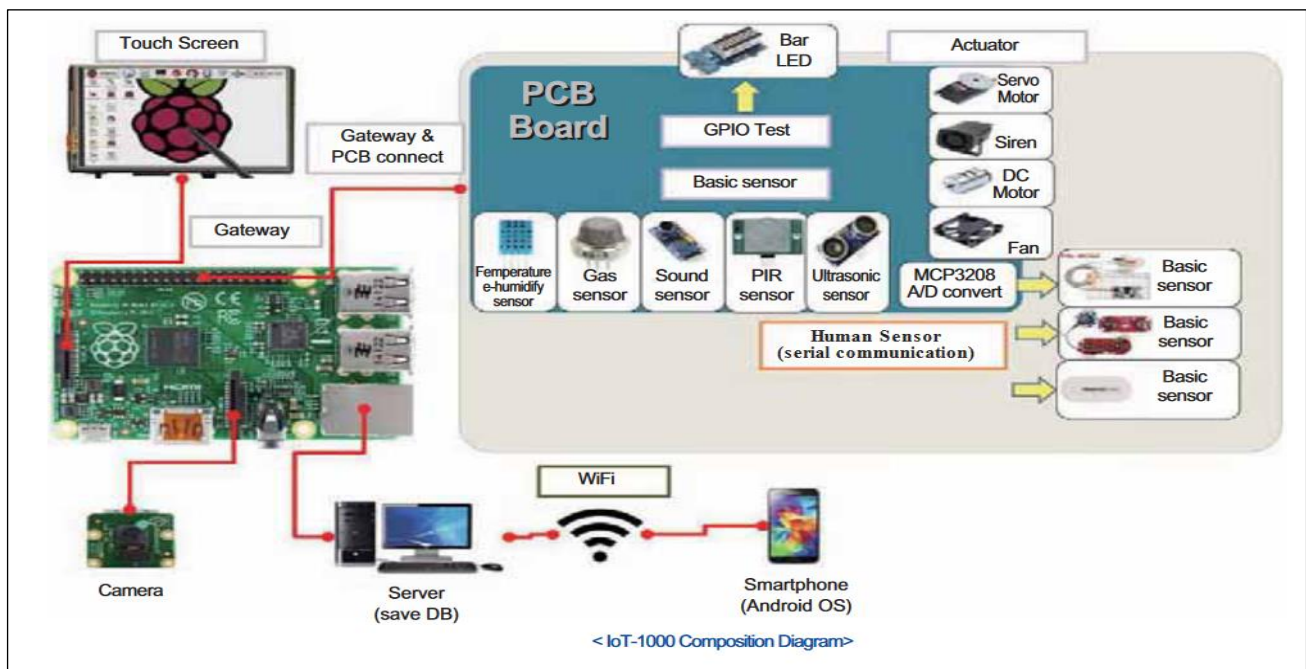 Touch Screen
Bar
LED
Actuator
PCB
Board
Servo
Motor
Gateway &
PCB connect
GPIO Test
Siren
Basic sensor
DC
Motor
Gateway
Fan
Femperature
e-humidify
sensor
Gas
sensor
Sound
sensor
PIR
sensor
Ultrasonic
sensor
MCP3208
A/D convert
Basic
sensor
Human Sensor
(serial communication)
Basic
sensor
Basic
sensor
HDMI
WiFi
Camera
Server
(save DB)
Smartphone
(Android OS)
< IoT-1000 Composition Diagram>